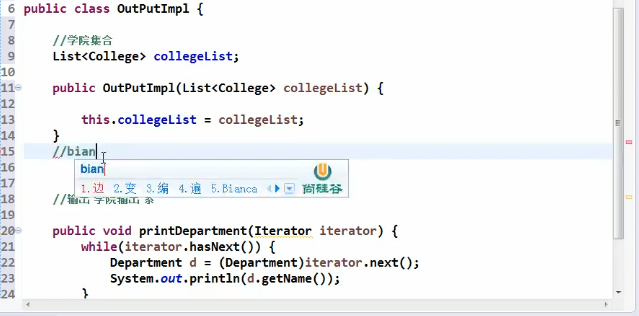 6 public class OutPutImpl {
7
8 //学院集合
9 List<College> collegeList;
10
11 public OutPutImpl(List<College> collegeList) {
12
13 this.collegeList = collegeList;
14 }
15 //bian
16 bian
17 1.边 2.变 3.编 4.遍 5.Bianca 尚硅谷
18 //输出 学院输出 系
19
20 public void printDepartment(Iterator iterator) {
21 while(iterator.hasNext()) {
22 Department d = (Department)iterator.next();
23 System.out.println(d.getName());
24 }